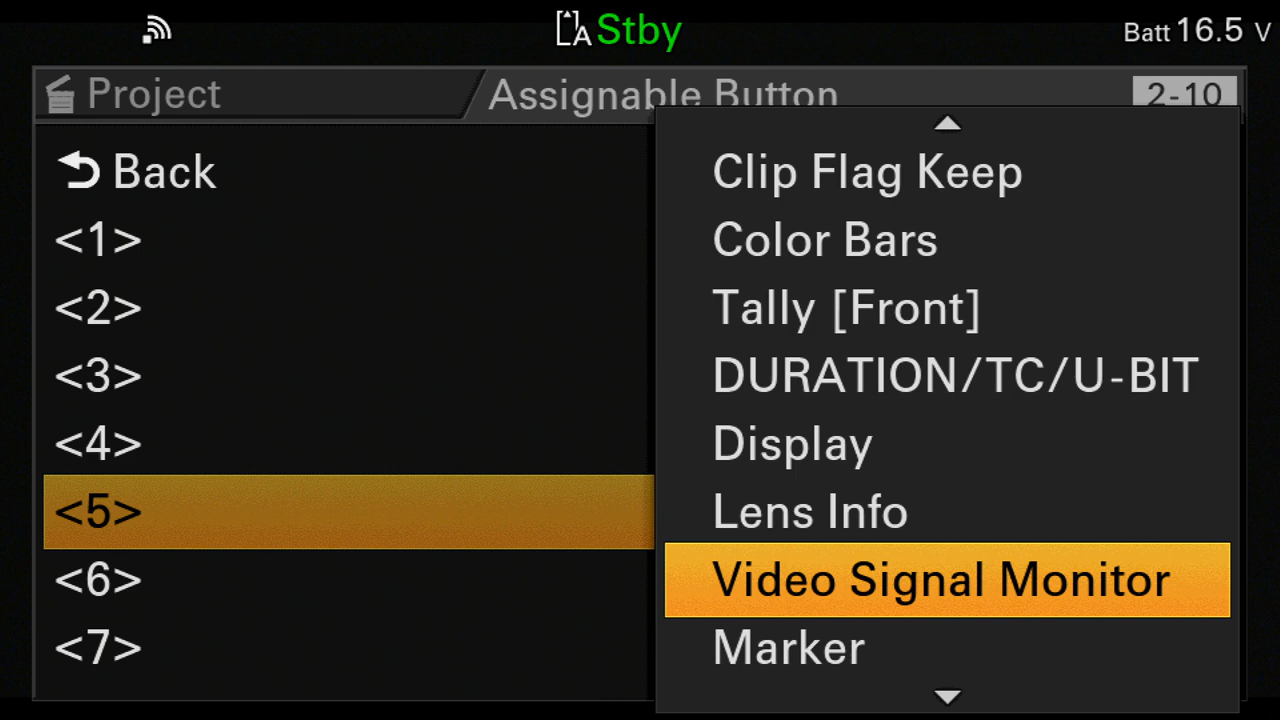 A Stby
Batt 16.5 V
Project
Assignable Button
2-10
Back
<1>
<2>
<3>
<4>
<5>
<6>
<7>
Clip Flag Keep
Color Bars
Tally [Front]
DURATION/TC/U-BIT
Display
Lens Info
Video Signal Monitor
Marker